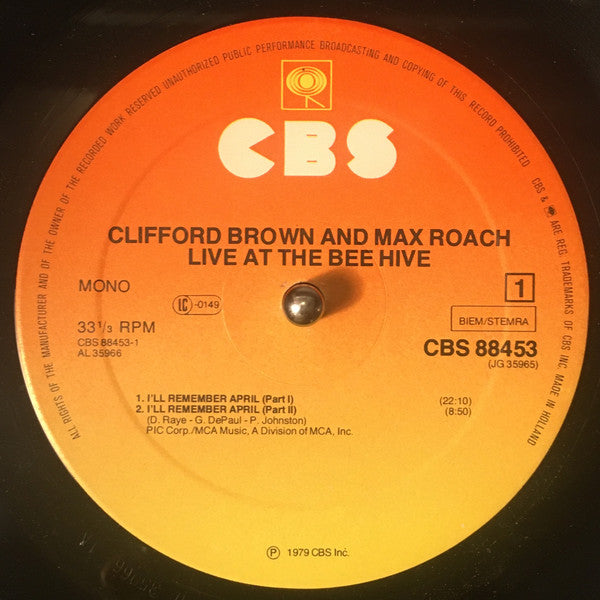 ALL RIGHTS OF THE MANUFACTURER AND OF THE OWNER OF THE RECORDED WORK RESERVED UNAUTHORIZED PUBLIC PERFORMANCE BROADCASTING AND COPYING OF THIS RECORD PROHIBITED
CBS & ARE REG. TRADEMARKS OF CBS INC. MADE IN HOLLAND
CBS
CLIFFORD BROWN AND MAX ROACH
LIVE AT THE BEE HIVE
MONO
LC-0149
1
33 1/3 RPM
BIEM/STEMRA
CBS 88453-1
AL 35966
CBS 88453
(JG 35965)
1. I'LL REMEMBER APRIL (Part I) (22:10)
2. I'LL REMEMBER APRIL (Part II) (8:50)
(D. Raye - G. DePaul - P. Johnston)
PIC Corp./MCA Music, A Division of MCA, Inc.
Ⓟ 1979 CBS Inc.